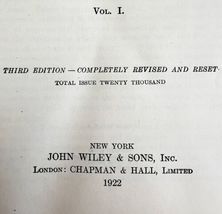 VOL. I.
THIRD EDITION—COMPLETELY REVISED AND RESET
TOTAL ISSUE TWENTY THOUSAND
NEW YORK
JOHN WILEY & SONS, INC.
LONDON: CHAPMAN & HALL, LIMITED
1922